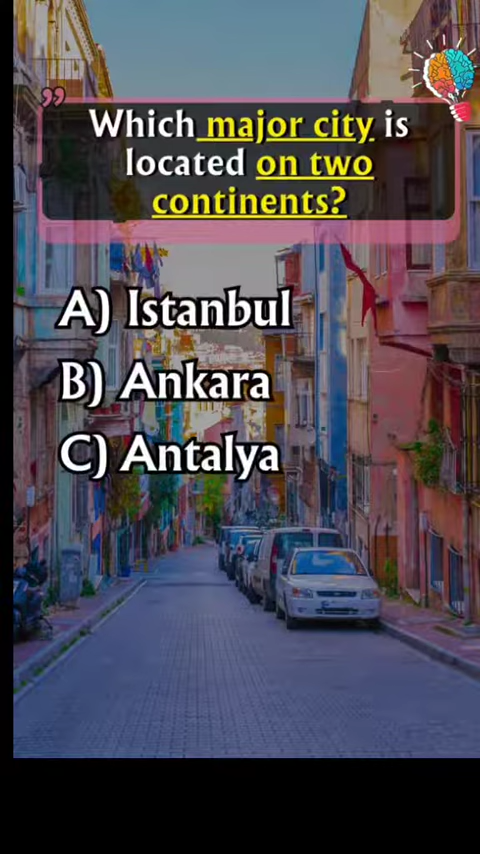 Which major city is
located on two
continents?
A) Istanbul
B) Ankara
C) Antalya